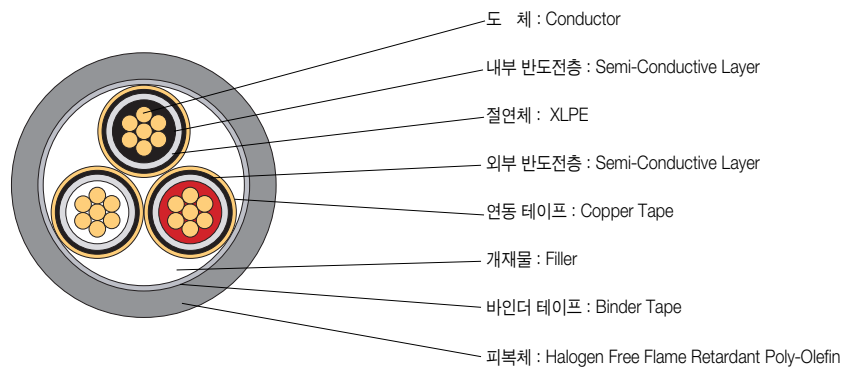 도 체 : Conductor
내부 반도전층 : Semi-Conductive Layer
절연체 : XLPE
외부 반도전층 : Semi-Conductive Layer
연동 테이프 : Copper Tape
개재물 : Filler
바인더 테이프 : Binder Tape
피복체 : Halogen Free Flame Retardant Poly-Olefin